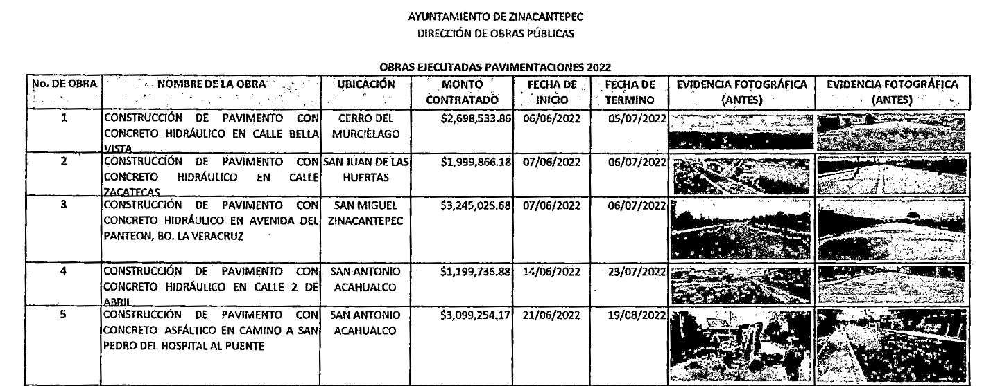 AYUNTAMIENTO DE ZINACANTEPEC
DIRECCIÓN DE OBRAS PÚBLICAS
OBRAS EJECUTADAS PAVIMENTACIONES 2022
No. DE OBRA NOMBRE DE LA OBRA UBICACIÓN MONTO CONTRATADO FECHA DE INICIO FECHA DE TERMINO EVIDENCIA FOTOGRÁFICA (ANTES) EVIDENCIA FOTOGRÁFICA (ANTES)
1 CONSTRUCCIÓN DE PAVIMENTO CON CERRO DEL $2,698,533.86 06/06/2022 05/07/2022
CONCRETO HIDRÁULICO EN CALLE BELLA MURCIÈLAGO
VISTA
2 CONSTRUCCIÓN DE PAVIMENTO CON SAN JUAN DE LAS $1,999,866.18 07/06/2022 06/07/2022
CONCRETO HIDRÁULICO EN CALLE HUERTAS
ZACATECAS
3 CONSTRUCCIÓN DE PAVIMENTO CON SAN MIGUEL $3,245,025.68 07/06/2022 06/07/2022
CONCRETO HIDRÁULICO EN AVENIDA DEL ZINACANTEPEC
PANTEON, BO. LA VERACRUZ
4 CONSTRUCCIÓN DE PAVIMENTO CON SAN ANTONIO $1,199,736.88 14/06/2022 23/07/2022
CONCRETO HIDRÁULICO EN CALLE 2 DE ACAHUALCO
ABRIL
5 CONSTRUCCIÓN DE PAVIMENTO CON SAN ANTONIO $3,099,254.17 21/06/2022 19/08/2022
CONCRETO ASFÁLTICO EN CAMINO A SAN ACAHUALCO
PEDRO DEL HOSPITAL AL PUENTE